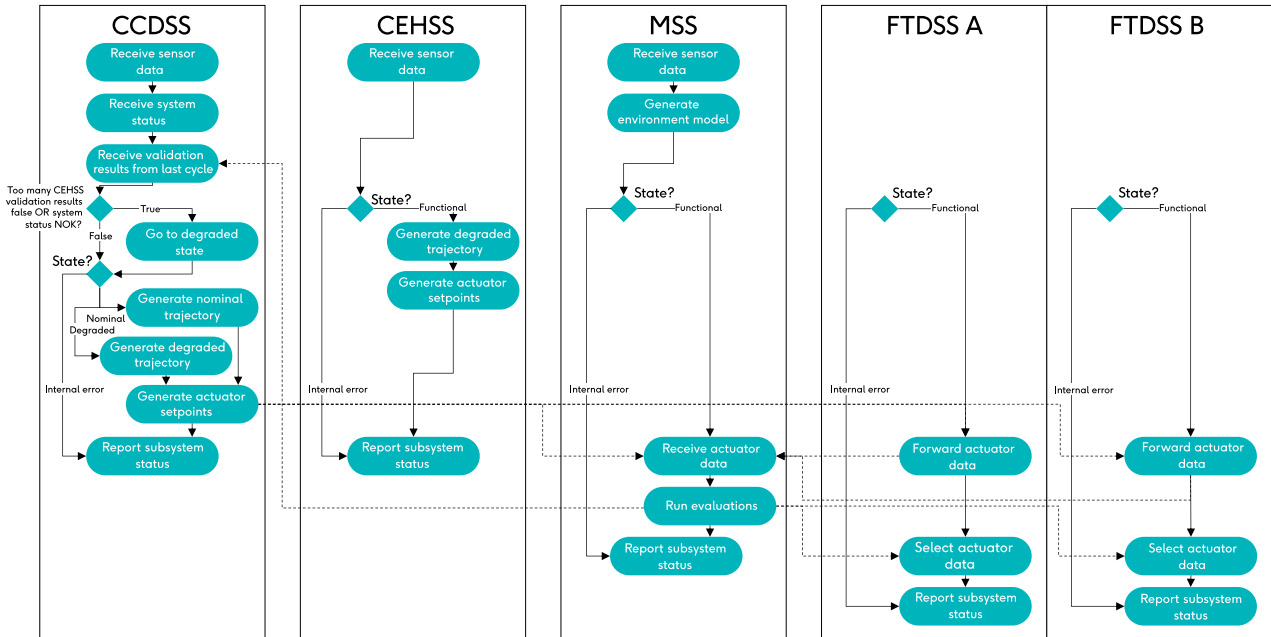 CCDSS
Receive sensor
data
Receive system
status
Receive validation
results from last cycle
Too many CEHSS
validation results
false OR system
status NOK?
True
False
Go to degraded
state
State?
Generate nominal
trajectory
Nominal
Degraded
Generate degraded
trajectory
Internal error
Generate actuator
setpoints
Report subsystem
status
CEHSS
Receive sensor
data
State?
Functional
Generate degraded
trajectory
Generate actuator
setpoints
Internal error
Report subsystem
status
MSS
Receive sensor
data
Generate
environment model
State?
Functional
Internal error
Receive actuator
data
Run evaluations
Report subsystem
status
FTDSS A
State?
Functional
Internal error
Forward actuator
data
Select actuator
data
Report subsystem
status
FTDSS B
State?
Functional
Internal error
Forward actuator
data
Select actuator
data
Report subsystem
status